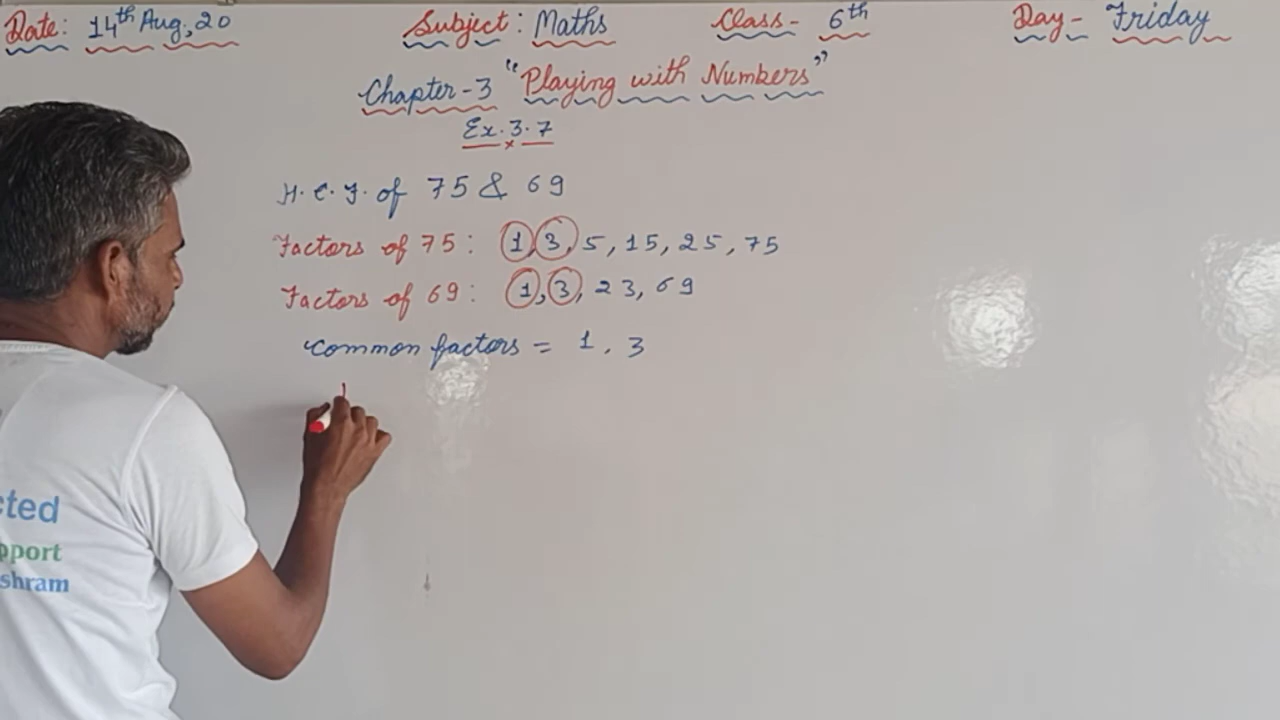 Date: 14th Aug, 20 Subject: Maths Class- 6th Day- Friday
Chapter-3 "Playing with Numbers"
Ex. 3.7
H.C.F. of 75 & 69
Factors of 75: 1, 3, 5, 15, 25, 75
Factors of 69: 1, 3, 23, 69
common factors = 1, 3
cted
pport
shram